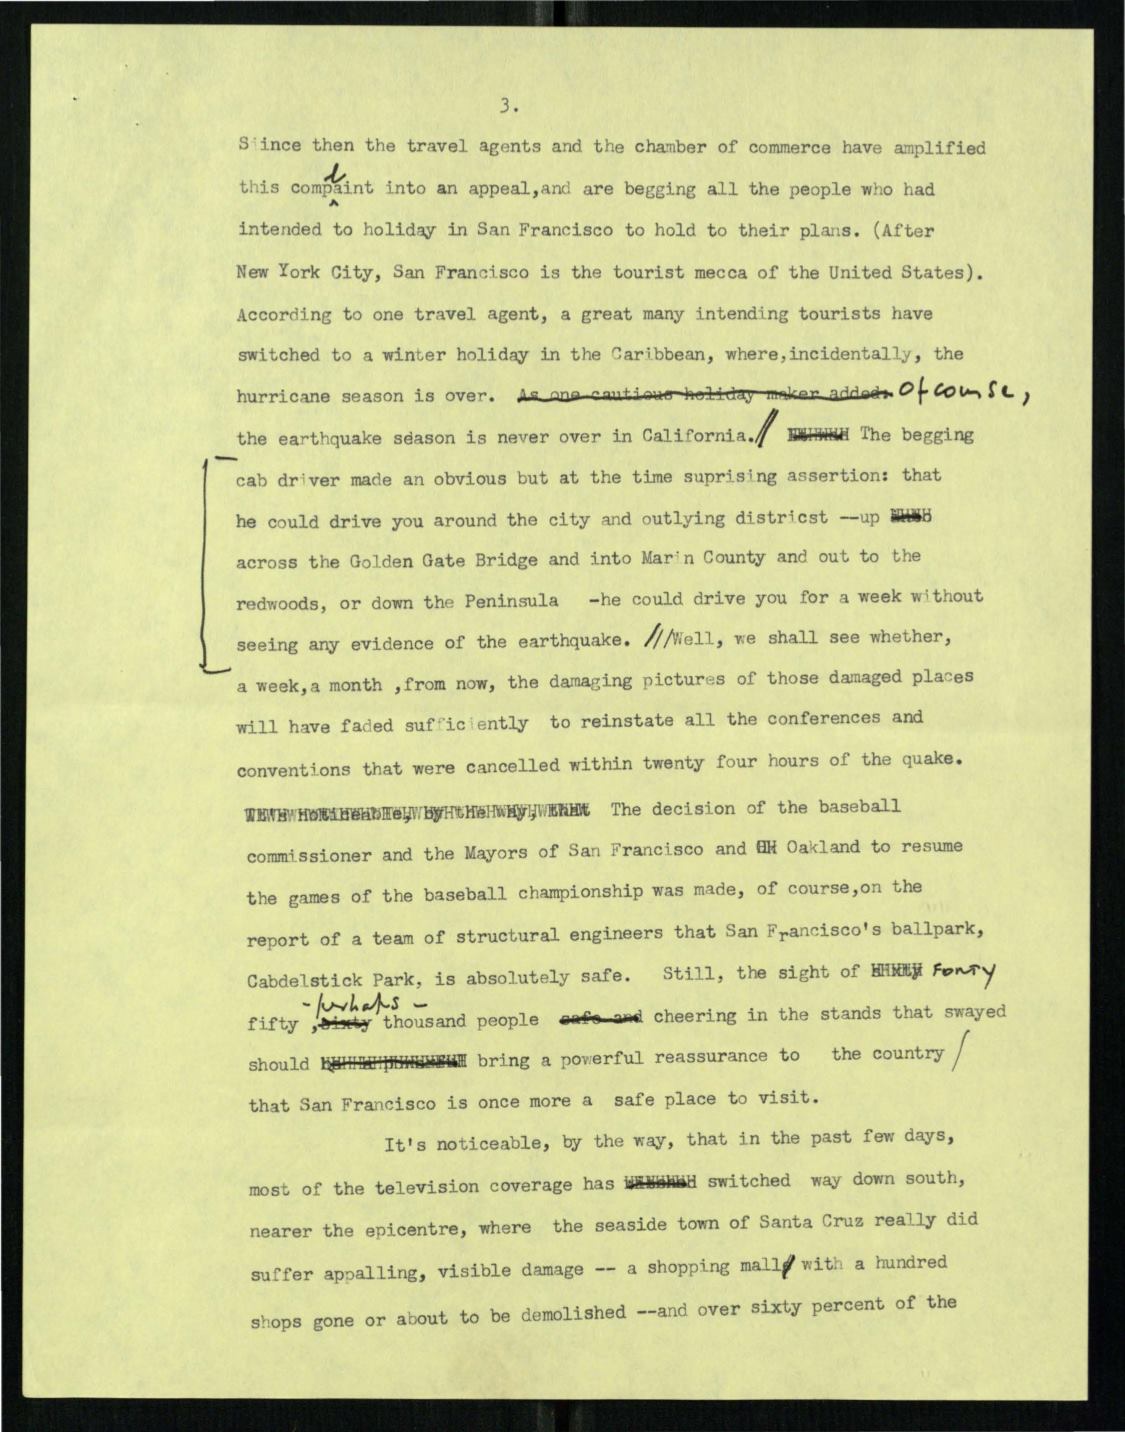 3.
Since then the travel agents and the chamber of commerce have amplified
this complaint into an appeal,and are begging all the people who had
intended to holiday in San Francisco to hold to their plans. (After
New York City, San Francisco is the tourist mecca of the United States).
According to one travel agent, a great many intending tourists have
switched to a winter holiday in the Caribbean, where,incidentally, the
hurricane season is over. As one cautious holiday maker added. Of course,
the earthquake season is never over in California.// The begging
cab driver made an obvious but at the time suprising assertion: that
he could drive you around the city and outlying districst --up
across the Golden Gate Bridge and into Marin County and out to the
redwoods, or down the Peninsula -he could drive you for a week without
seeing any evidence of the earthquake. ///Well, we shall see whether,
a week,a month ,from now, the damaging pictures of those damaged places
will have faded sufficiently to reinstate all the conferences and
conventions that were cancelled within twenty four hours of the quake.
The decision of the baseball
commissioner and the Mayors of San Francisco and Oakland to resume
the games of the baseball championship was made, of course,on the
report of a team of structural engineers that San Francisco's ballpark,
Cabdelstick Park, is absolutely safe. Still, the sight of FORTY
- perhaps -
fifty ,sixty thousand people safe and cheering in the stands that swayed
should bring a powerful reassurance to the country /
that San Francisco is once more a safe place to visit.
It's noticeable, by the way, that in the past few days,
most of the television coverage has switched way down south,
nearer the epicentre, where the seaside town of Santa Cruz really did
suffer appalling, visible damage -- a shopping mall with a hundred
shops gone or about to be demolished --and over sixty percent of the